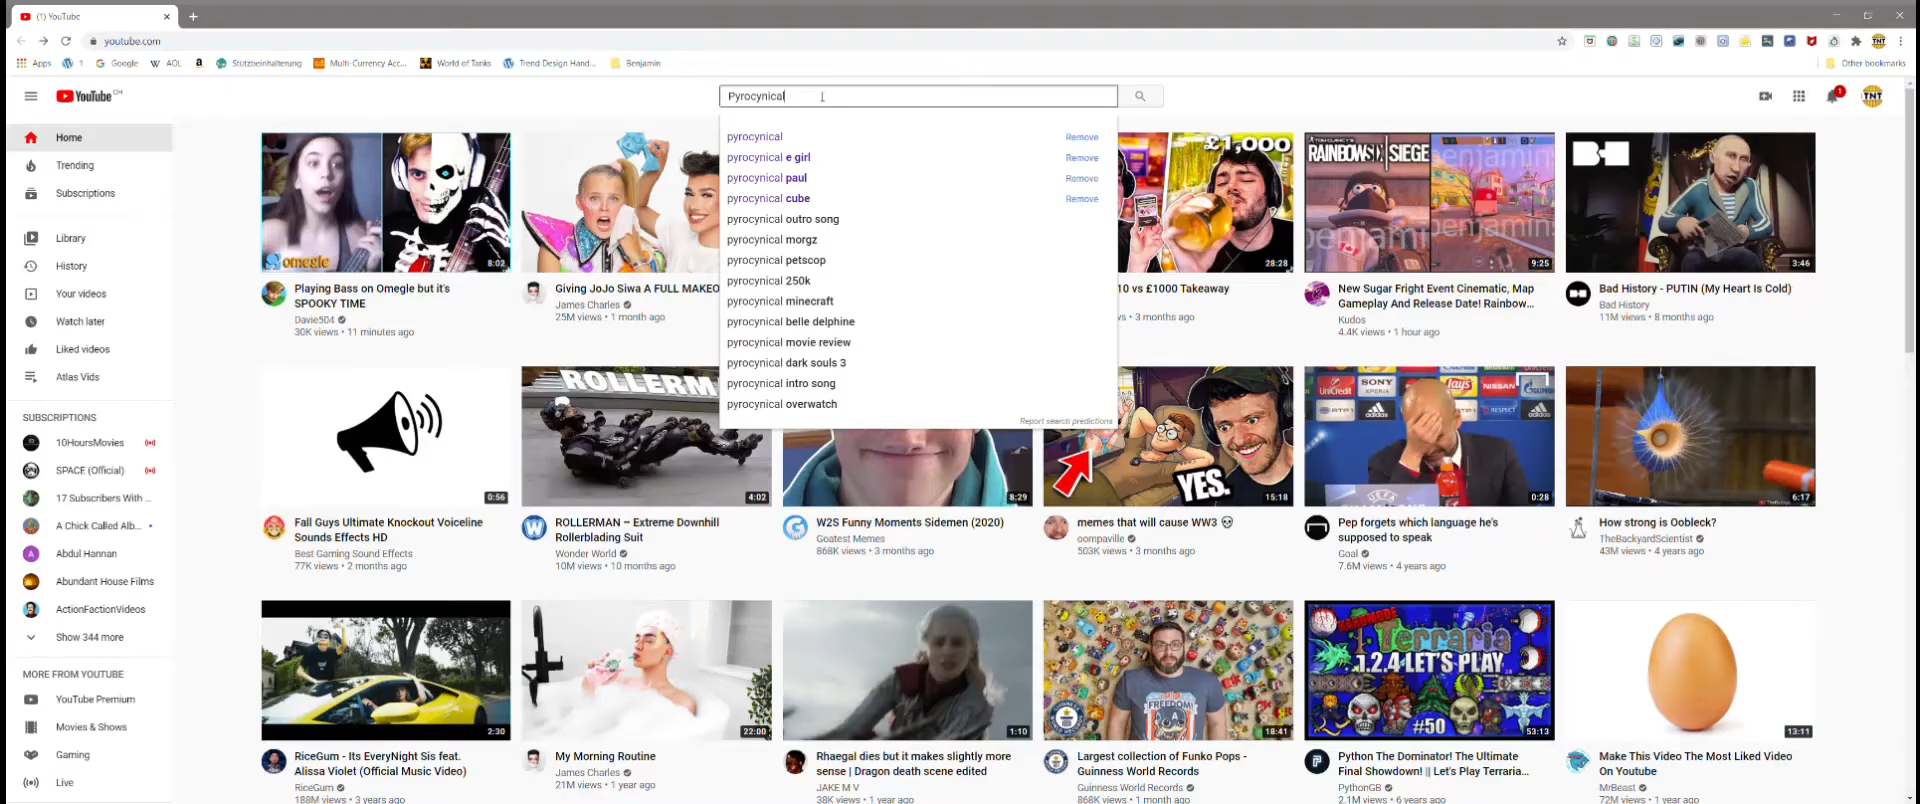 (1) YouTube
youtube.com
Apps
1
Google
AOL
Stützbeinhalterung
Multi-Currency Acc...
World of Tanks
Trend Design Hand...
Benjamin
Other bookmarks
YouTube CH
Pyrocynical
1
TNT
pyrocynical Remove
pyrocynical e girl Remove
pyrocynical paul Remove
pyrocynical cube Remove
pyrocynical outro song
pyrocynical morgz
pyrocynical petscop
pyrocynical 250k
pyrocynical minecraft
pyrocynical belle delphine
pyrocynical movie review
pyrocynical dark souls 3
pyrocynical intro song
pyrocynical overwatch
Report search predictions
Home
Trending
Subscriptions
Library
History
Your videos
Watch later
Liked videos
Atlas Vids
SUBSCRIPTIONS
10HoursMovies
SPACE (Official)
17 Subscribers With ...
A Chick Called Alb...
Abdul Hannan
Abundant House Films
ActionFactionVideos
Show 344 more
MORE FROM YOUTUBE
YouTube Premium
Movies & Shows
Gaming
Live
omegle
8:02
Playing Bass on Omegle but it's
SPOOKY TIME
Davie504
30K views • 11 minutes ago
Giving JoJo Siwa A FULL MAKEO
James Charles
25M views • 1 month ago
£1,000
28:28
10 vs £1000 Takeaway
vs • 3 months ago
RAINBOW SIX SIEGE
benjamins
9:25
New Sugar Fright Event Cinematic, Map
Gameplay And Release Date! Rainbow...
Kudos
4.4K views • 1 hour ago
3:46
Bad History - PUTIN (My Heart Is Cold)
Bad History
11M views • 8 months ago
0:56
Fall Guys Ultimate Knockout Voiceline
Sounds Effects HD
Best Gaming Sound Effects
77K views • 2 months ago
ROLLERM
4:02
ROLLERMAN – Extreme Downhill
Rollerblading Suit
Wonder World
10M views • 10 months ago
8:29
W2S Funny Moments Sidemen (2020)
Goatest Memes
868K views • 3 months ago
YES.
15:18
memes that will cause WW3 💀
oompaville
503K views • 3 months ago
UniCredit
SONY
XPERIA
Lays
NISSAN
adidas
adidas
0:28
Pep forgets which language he's
supposed to speak
Goal
7.6M views • 4 years ago
6:17
How strong is Oobleck?
TheBackyardScientist
43M views • 4 years ago
2:30
RiceGum - Its EveryNight Sis feat.
Alissa Violet (Official Music Video)
RiceGum
188M views • 3 years ago
22:00
My Morning Routine
James Charles
21M views • 1 year ago
1:10
Rhaegal dies but it makes slightly more
sense | Dragon death scene edited
JAKE M V
38K views • 1 year ago
FREEDOM!
18:41
Largest collection of Funko Pops -
Guinness World Records
Guinness World Records
868K views • 1 month ago
HARDMODE
Terraria
1.2.4 LET'S PLAY
#50
53:13
Python The Dominator! The Ultimate
Final Showdown! || Let's Play Terraria...
PythonGB
2.1M views • 6 years ago
13:11
Make This Video The Most Liked Video
On Youtube
MrBeast
72M views • 1 year ago